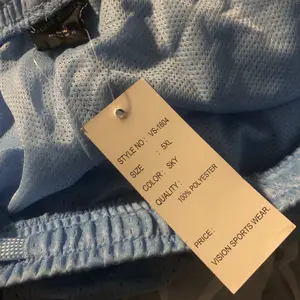 STYLE NO : VS-1604
SIZE : 5XL
COLOR : SKY
QUALITY :
100% POLYESTER
PRICE :
VISION SPORTS WEAR.